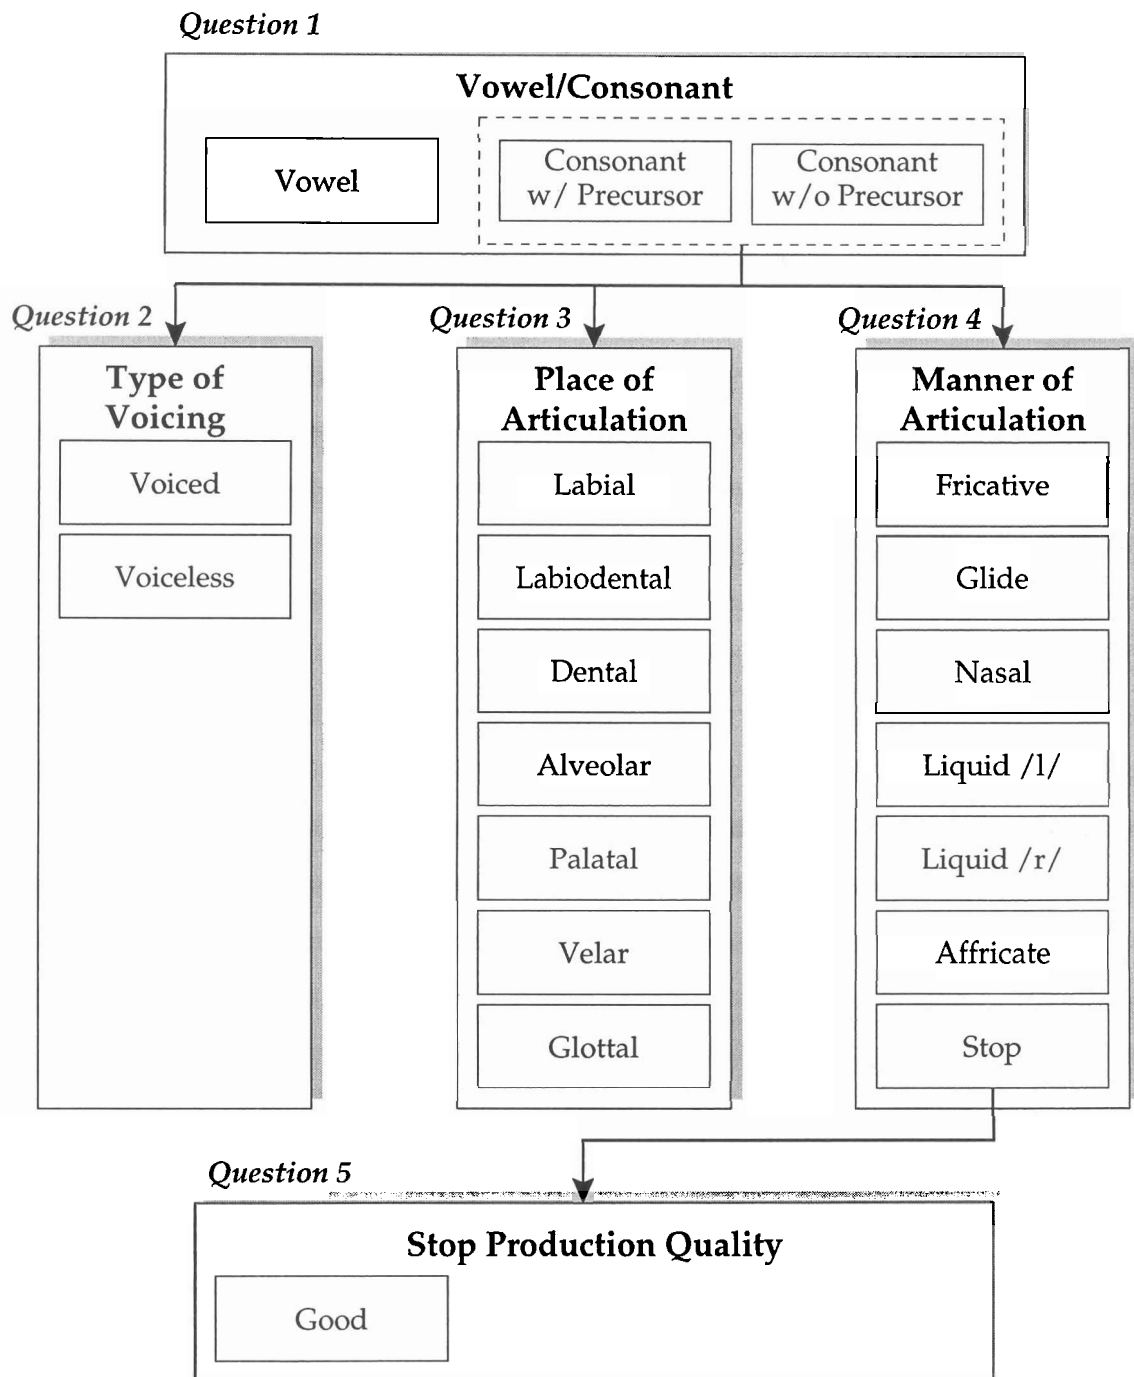 Question 1
Vowel/Consonant
Vowel
Consonant
w/ Precursor
Consonant
w/o Precursor
Question 2
Type of
Voicing
Voiced
Voiceless
Question 3
Place of
Articulation
Labial
Labiodental
Dental
Alveolar
Palatal
Velar
Glottal
Question 4
Manner of
Articulation
Fricative
Glide
Nasal
Liquid /l/
Liquid /r/
Affricate
Stop
Question 5
Stop Production Quality
Good